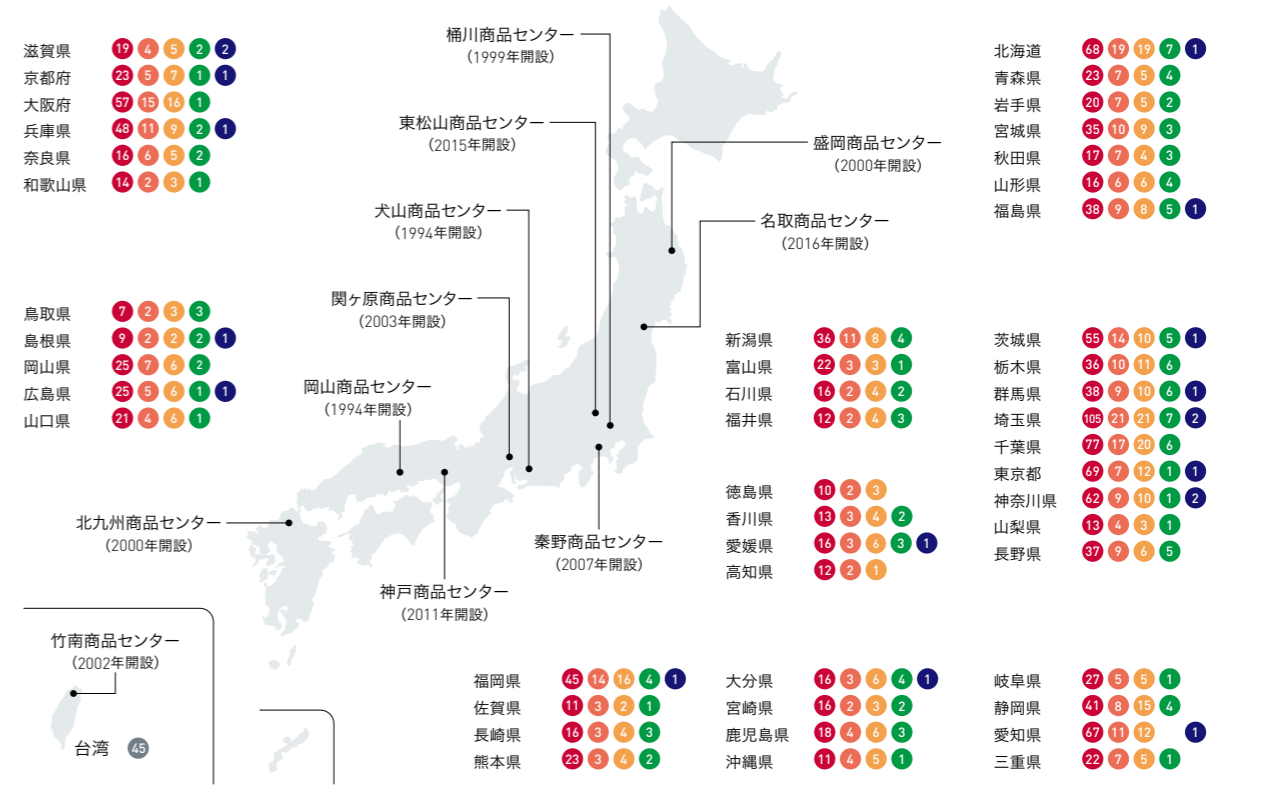 滋賀県 19 4 5 2 2
京都府 23 5 7 1 1
大阪府 57 15 16 1
兵庫県 48 11 9 2 1
奈良県 16 6 5 2
和歌山県 14 2 3 1
桶川商品センター
(1999年開設)
東松山商品センター
(2015年開設)
犬山商品センター
(1994年開設)
関ヶ原商品センター
(2003年開設)
岡山商品センター
(1994年開設)
盛岡商品センター
(2000年開設)
名取商品センター
(2016年開設)
北海道 68 19 19 7 1
青森県 23 7 5 4
岩手県 20 7 5 2
宮城県 35 10 9 3
秋田県 17 7 4 3
山形県 16 6 6 4
福島県 38 9 8 5 1
鳥取県 7 2 3 3
島根県 9 2 2 2 1
岡山県 25 7 6 2
広島県 25 5 6 1 1
山口県 21 4 6 1
新潟県 36 11 8 4
富山県 22 3 3 1
石川県 16 2 4 2
福井県 12 2 4 3
茨城県 55 14 10 5 1
栃木県 36 10 11 6
群馬県 38 9 10 6 1
埼玉県 105 21 21 7 2
千葉県 77 17 20 6
東京都 69 7 12 1 1
神奈川県 62 9 10 1 2
山梨県 13 4 3 1
長野県 37 9 6 5
徳島県 10 2 3
香川県 13 3 4 2
愛媛県 16 3 6 3 1
高知県 12 2 1
北九州商品センター
(2000年開設)
秦野商品センター
(2007年開設)
神戸商品センター
(2011年開設)
竹南商品センター
(2002年開設)
台湾 45
福岡県 45 14 16 4 1
佐賀県 11 3 2 1
長崎県 16 3 4 3
熊本県 23 3 4 2
大分県 16 3 6 4 1
宮崎県 16 2 3 2
鹿児島県 18 4 6 3
沖縄県 11 4 5 1
岐阜県 27 5 5 1
静岡県 41 8 15 4
愛知県 67 11 12 1
三重県 22 7 5 1